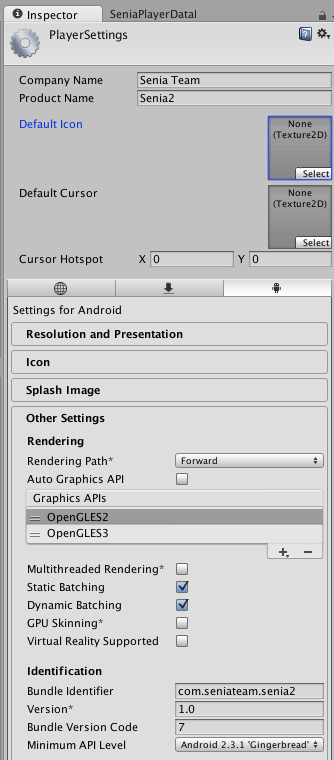 Inspector SeniaPlayerDatal
PlayerSettings
Company Name Senia Team
Product Name Senia2
Default Icon None
(Texture2D)
Select
Default Cursor None
(Texture2D)
Select
Cursor Hotspot X 0 Y 0
Settings for Android
Resolution and Presentation
Icon
Splash Image
Other Settings
Rendering
Rendering Path* Forward
Auto Graphics API
Graphics APIs
OpenGLES2
OpenGLES3
Multithreaded Rendering*
Static Batching
Dynamic Batching
GPU Skinning*
Virtual Reality Supported
Identification
Bundle Identifier com.seniateam.senia2
Version* 1.0
Bundle Version Code 7
Minimum API Level Android 2.3.1 'Gingerbread'